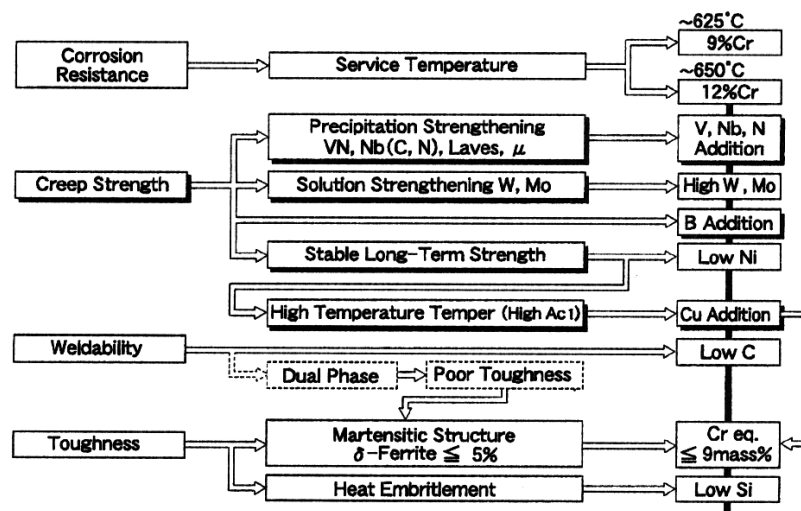 ~625°C
9%Cr
Corrosion
Resistance
Service Temperature
~650°C
12%Cr
Precipitation Strengthening
VN, Nb(C, N), Laves, μ
V, Nb, N
Addition
Creep Strength
Solution Strengthening W, Mo
High W, Mo
B Addition
Stable Long-Term Strength
Low Ni
High Temperature Temper (High Ac1)
Cu Addition
Weldability
Low C
Dual Phase
Poor Toughness
Toughness
Martensitic Structure
δ-Ferrite ≦ 5%
Cr eq.
≦ 9mass%
Heat Embritlement
Low Si